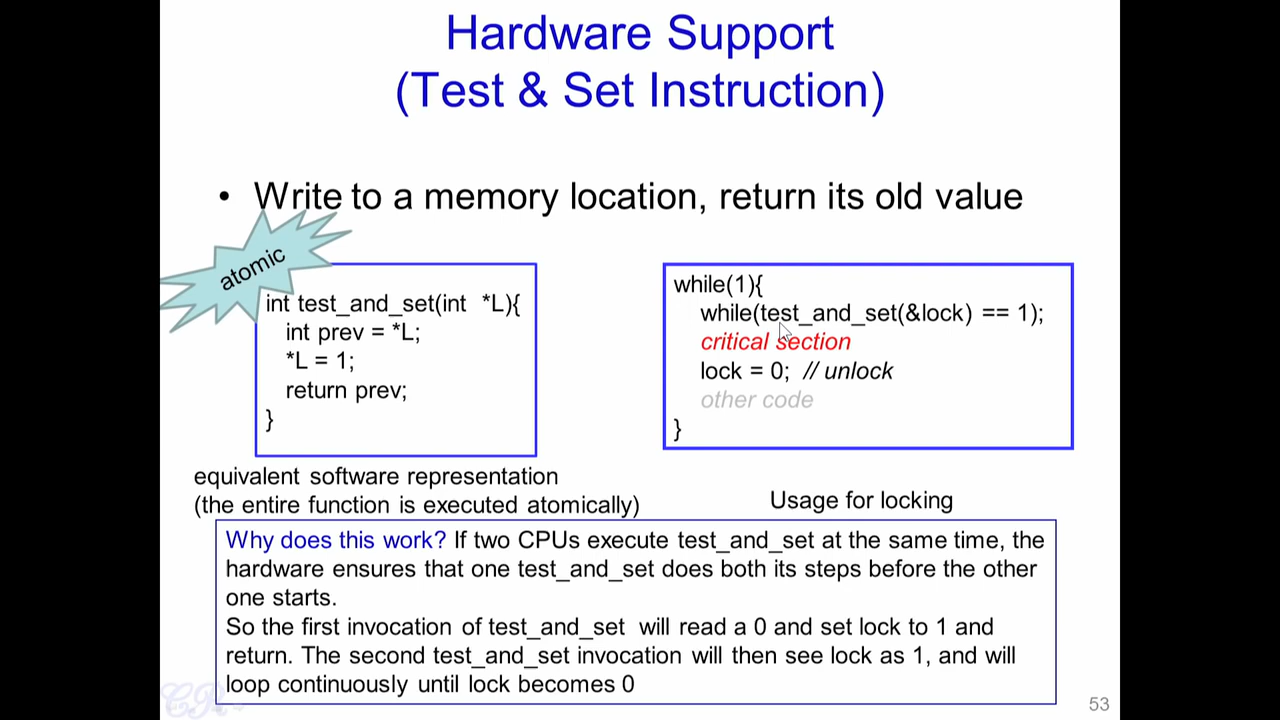 Hardware Support
(Test & Set Instruction)
• Write to a memory location, return its old value
atomic
int test_and_set(int *L){
int prev = *L;
*L = 1;
return prev;
}
equivalent software representation
(the entire function is executed atomically)
while(1){
while(test_and_set(&lock) == 1);
critical section
lock = 0; // unlock
other code
}
Usage for locking
Why does this work? If two CPUs execute test_and_set at the same time, the
hardware ensures that one test_and_set does both its steps before the other
one starts.
So the first invocation of test_and_set will read a 0 and set lock to 1 and
return. The second test_and_set invocation will then see lock as 1, and will
loop continuously until lock becomes 0
53